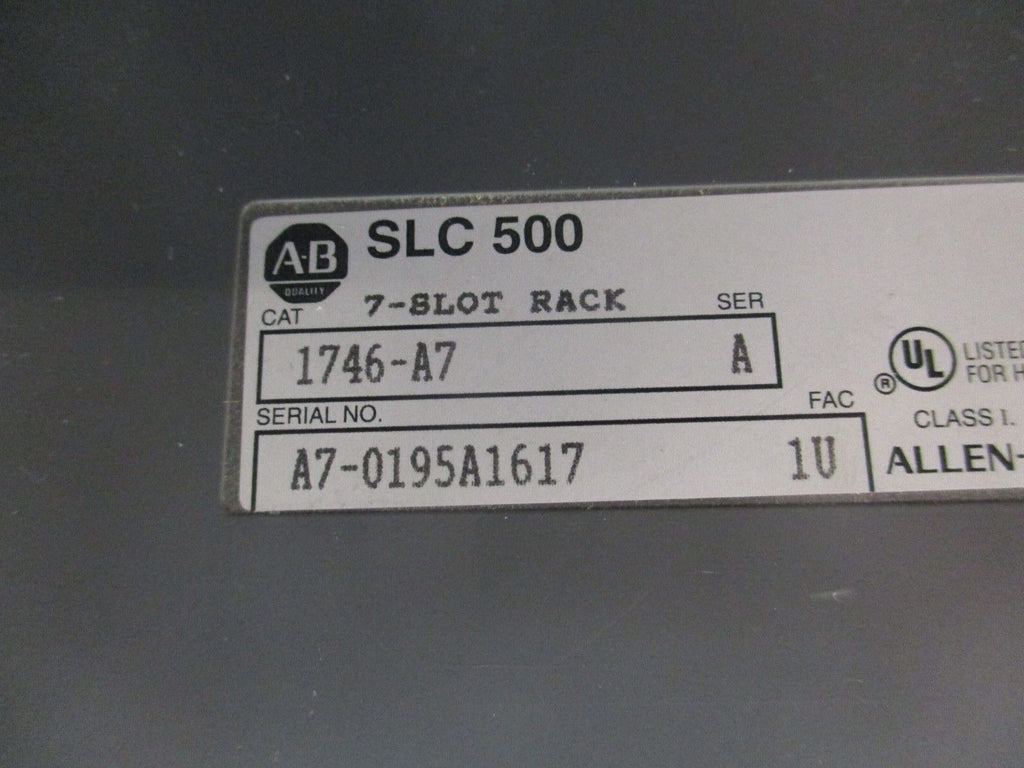 A-B SLC 500
QUALITY
7-SLOT RACK
CAT SER
1746-A7 A
SERIAL NO. FAC
A7-0195A1617 1U
® UL LISTED
FOR H
CLASS I.
ALLEN-